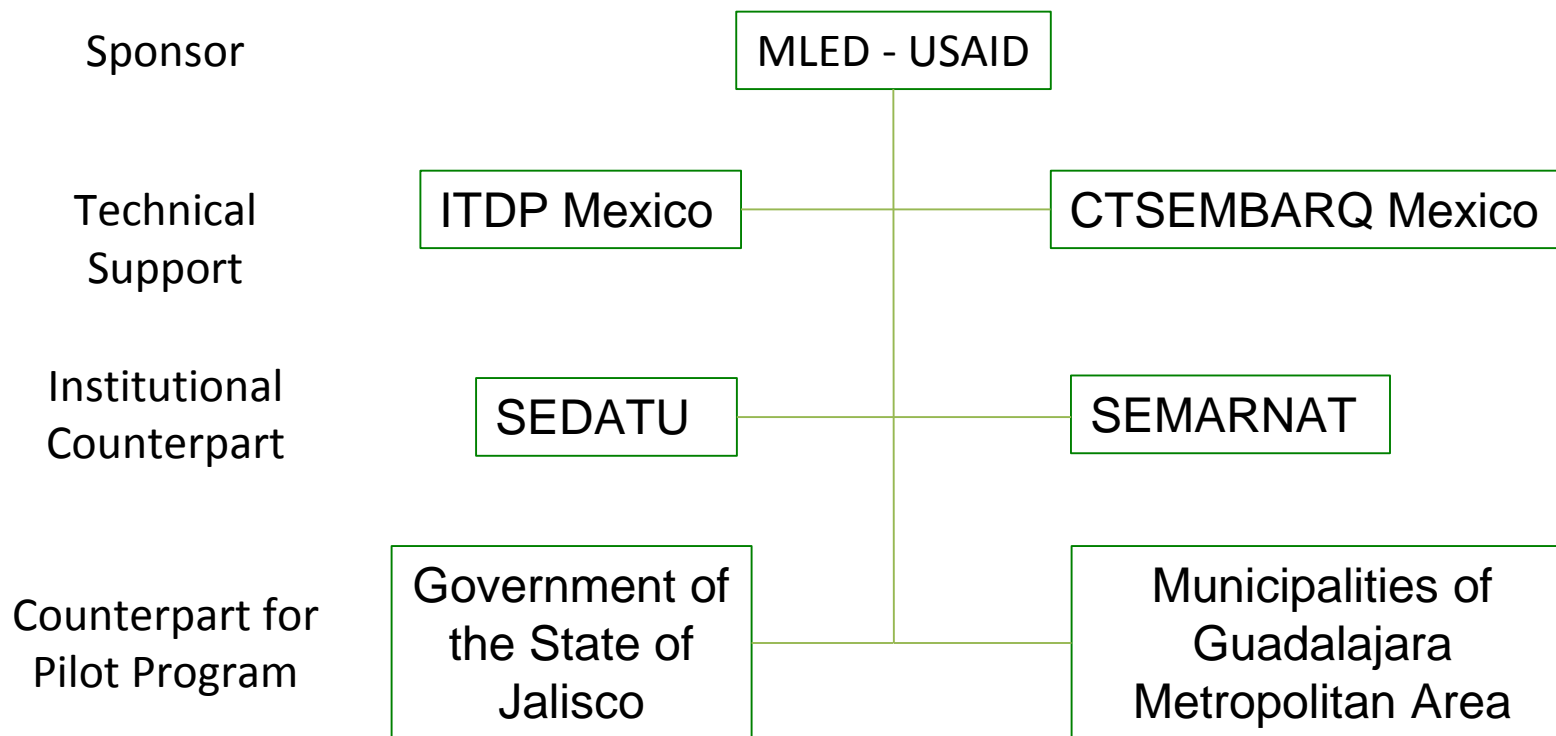 Sponsor
MLED - USAID
Technical
Support
ITDP Mexico
CTSEMBARQ Mexico
Institutional
Counterpart
SEDATU
SEMARNAT
Counterpart for
Pilot Program
Government of
the State of
Jalisco
Municipalities of
Guadalajara
Metropolitan Area